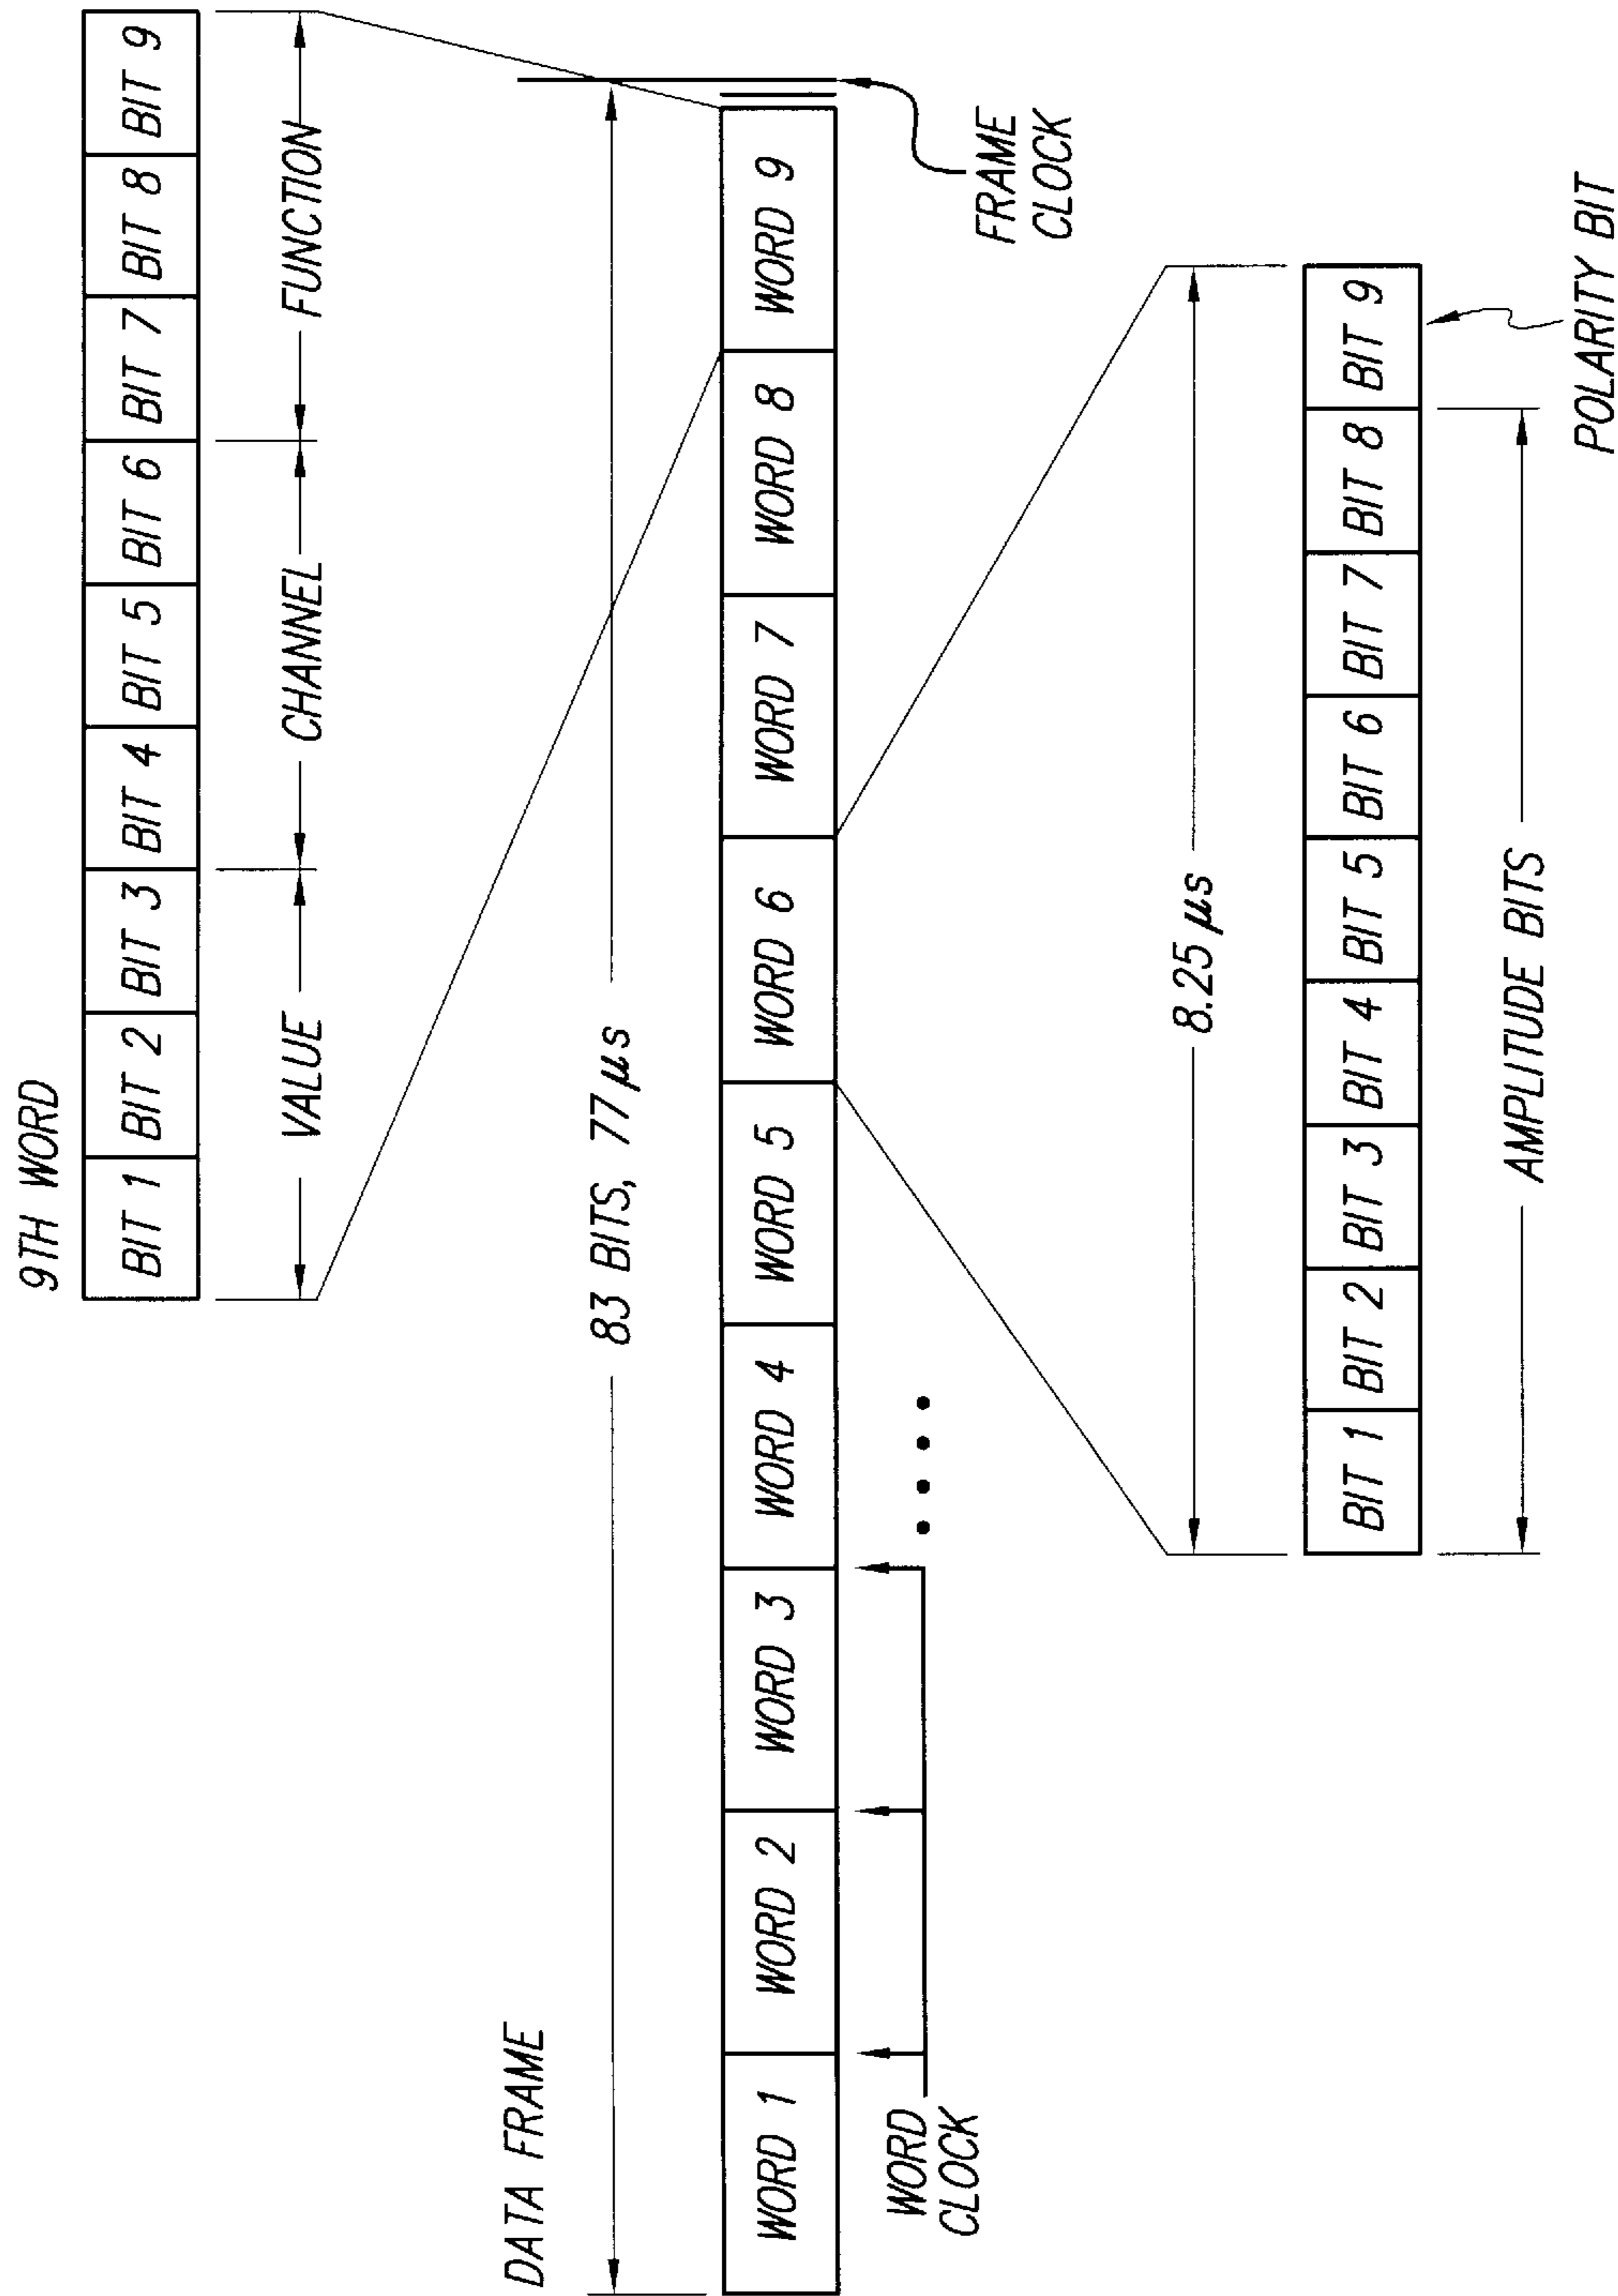 9TH WORD
BIT 1 BIT 2 BIT 3 BIT 4 BIT 5 BIT 6 BIT 7 BIT 8 BIT 9
VALUE CHANNEL FUNCTION
DATA FRAME
83 BITS, 77 µs
WORD 1 WORD 2 WORD 3 WORD 4 WORD 5 WORD 6 WORD 7 WORD 8 WORD 9
WORD
CLOCK
FRAME
CLOCK
8.25 µs
BIT 1 BIT 2 BIT 3 BIT 4 BIT 5 BIT 6 BIT 7 BIT 8 BIT 9
AMPLITUDE BITS
POLARITY BIT